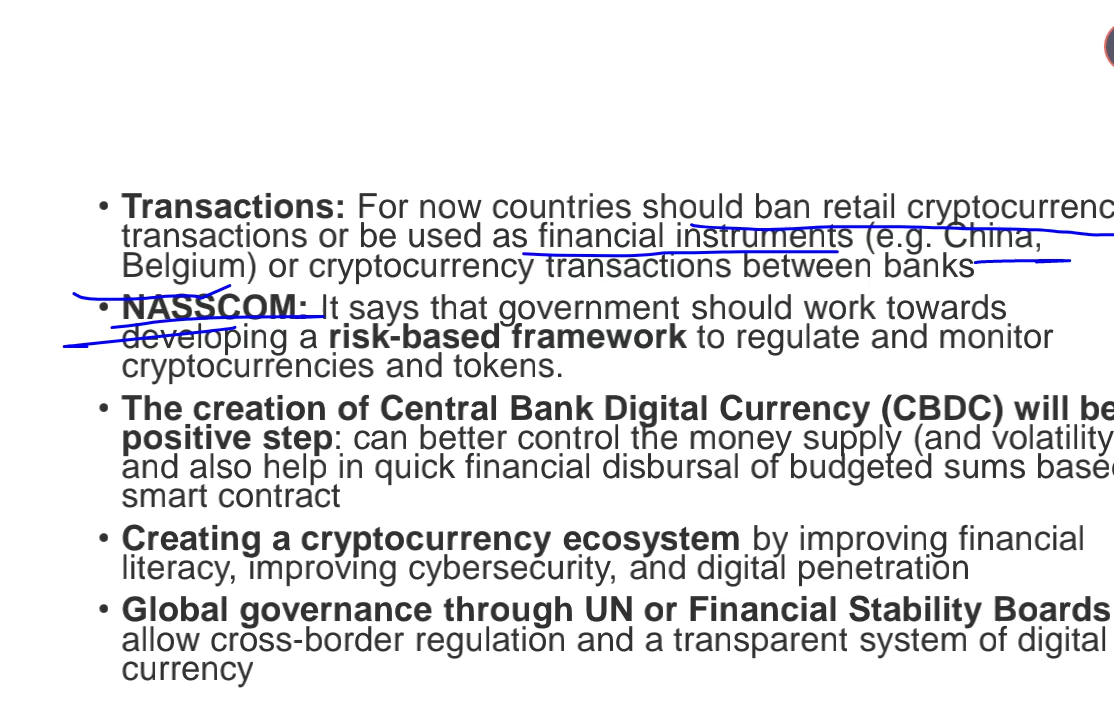 • Transactions: For now countries should ban retail cryptocurrenc
transactions or be used as financial instruments (e.g. China,
Belgium) or cryptocurrency transactions between banks
• NASSCOM: It says that government should work towards
developing a risk-based framework to regulate and monitor
cryptocurrencies and tokens.
• The creation of Central Bank Digital Currency (CBDC) will be
positive step: can better control the money supply (and volatility
and also help in quick financial disbursal of budgeted sums based
smart contract
• Creating a cryptocurrency ecosystem by improving financial
literacy, improving cybersecurity, and digital penetration
• Global governance through UN or Financial Stability Boards
allow cross-border regulation and a transparent system of digital
currency